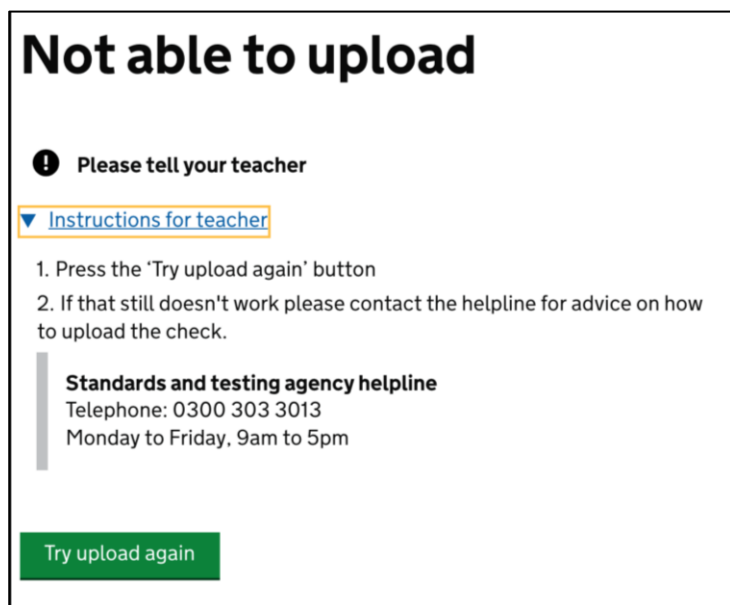 Not able to upload
! Please tell your teacher
▼ Instructions for teacher
1. Press the ‘Try upload again’ button
2. If that still doesn't work please contact the helpline for advice on how
to upload the check.
Standards and testing agency helpline
Telephone: 0300 303 3013
Monday to Friday, 9am to 5pm
Try upload again